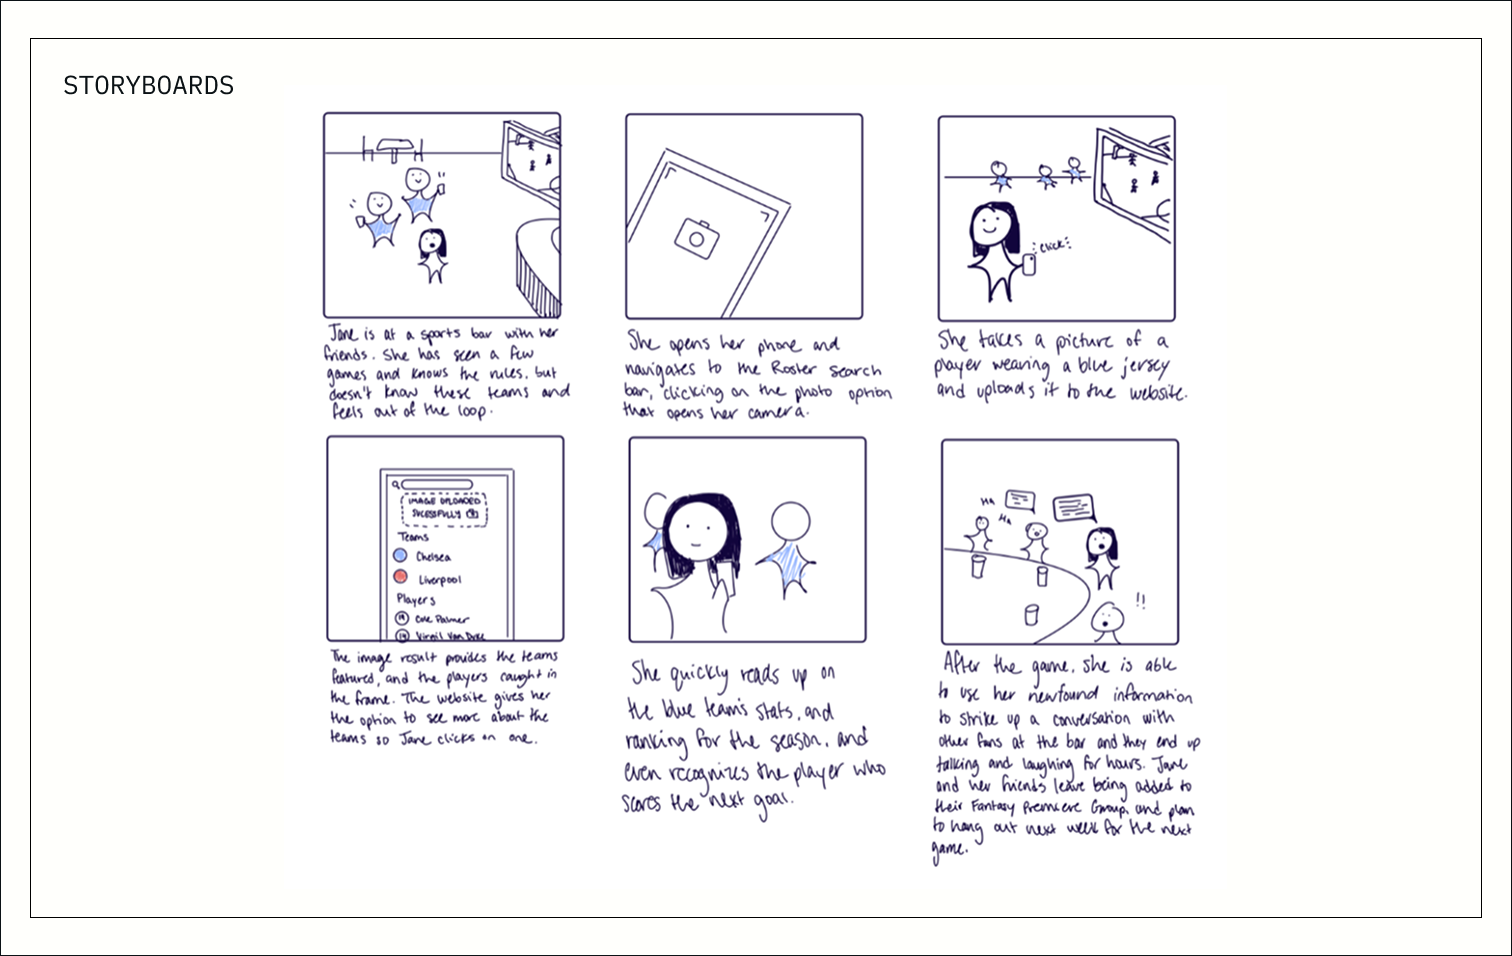 STORYBOARDS
Jane is at a sports bar with her
friends. She has seen a few
games and knows the rules, but
doesn't know these teams and
feels out of the loop.
She opens her phone and
navigates to the Roster search
bar, clicking on the photo option
that opens her camera.
click
She takes a picture of a
player wearing a blue jersey
and uploads it to the website.
IMAGE UPLOADED
SUCESSFULLY
Teams
Chelsea
Liverpool
Players
Cole Palmer
Virgil Van Dyke
The image result provides the teams
featured, and the players caught in
the frame. The website gives her
the option to see more about the
teams so Jane clicks on one.
She quickly reads up on
the blue team's stats, and
ranking for the season, and
even recognizes the player who
scores the next goal.
HA
HA
!!
After the game, she is able
to use her newfound information
to strike up a conversation with
other fans at the bar and they end up
talking and laughing for hours. Jane
and her friends leave being added to
their Fantasy Premiere Group, and plan
to hang out next week for the next
game.